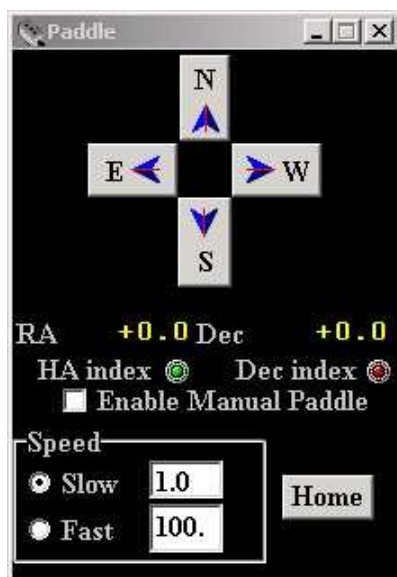 Paddle
N
E W
S
RA +0.0 Dec +0.0
HA index Dec index
Enable Manual Paddle
Speed
Slow 1.0
Fast 100.
Home